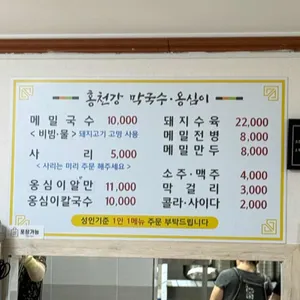 홍천강 막국수·옹심이
메밀국수 10,000
< 비빔·물 > 돼지고기 고명 사용
사리 5,000
< 사리는 미리 주문 해주세요 >
옹심이알만 11,000
옹심이칼국수 10,000
돼지수육 22,000
메밀전병 8,000
메밀만두 8,000
소주·맥주 4,000
막걸리 3,000
콜라·사이다 2,000
포장가능
성인기준 1인 1메뉴 주문 부탁드립니다